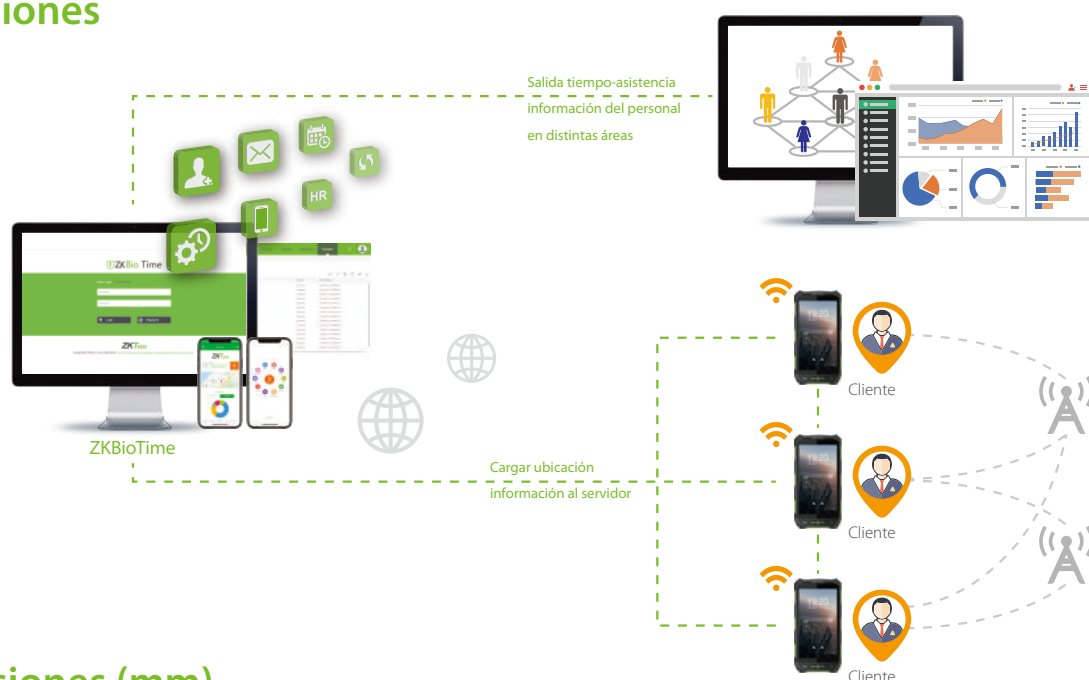 iones
Salida tiempo-asistencia
información del personal
en distintas áreas
HR
ZKBio Time
ZKTeco
ZKBioTime
Cargar ubicación
información al servidor
Cliente
Cliente
Cliente
siones (mm)